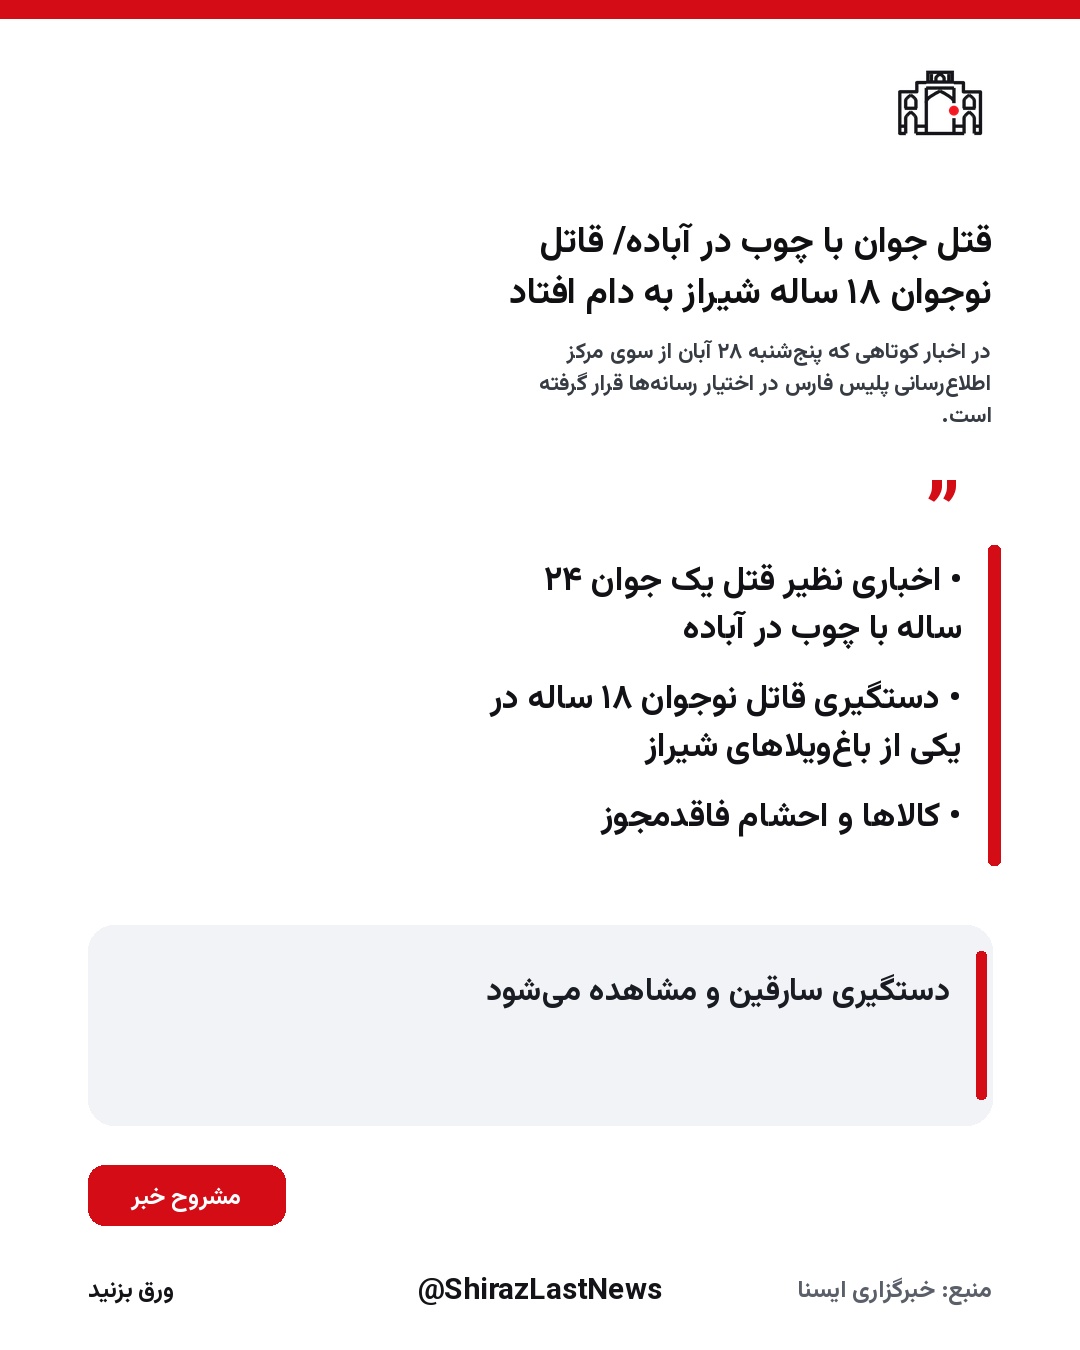 قتل جوان با چوب در آباده/ قاتل
نوجوان ۱۸ ساله شیراز به دام افتاد
در اخبار کوتاهی که پنج‌شنبه ۲۸ آبان از سوی مرکز
اطلاع‌رسانی پلیس فارس در اختیار رسانه‌ها قرار گرفته
است.
”
• اخباری نظیر قتل یک جوان ۲۴
ساله با چوب در آباده
• دستگیری قاتل نوجوان ۱۸ ساله در
یکی از باغ‌ویلاهای شیراز
• کالاها و احشام فاقدمجوز
دستگیری سارقین و مشاهده می‌شود
مشروح خبر
منبع: خبرگزاری ایسنا
@ShirazLastNews
ورق بزنید